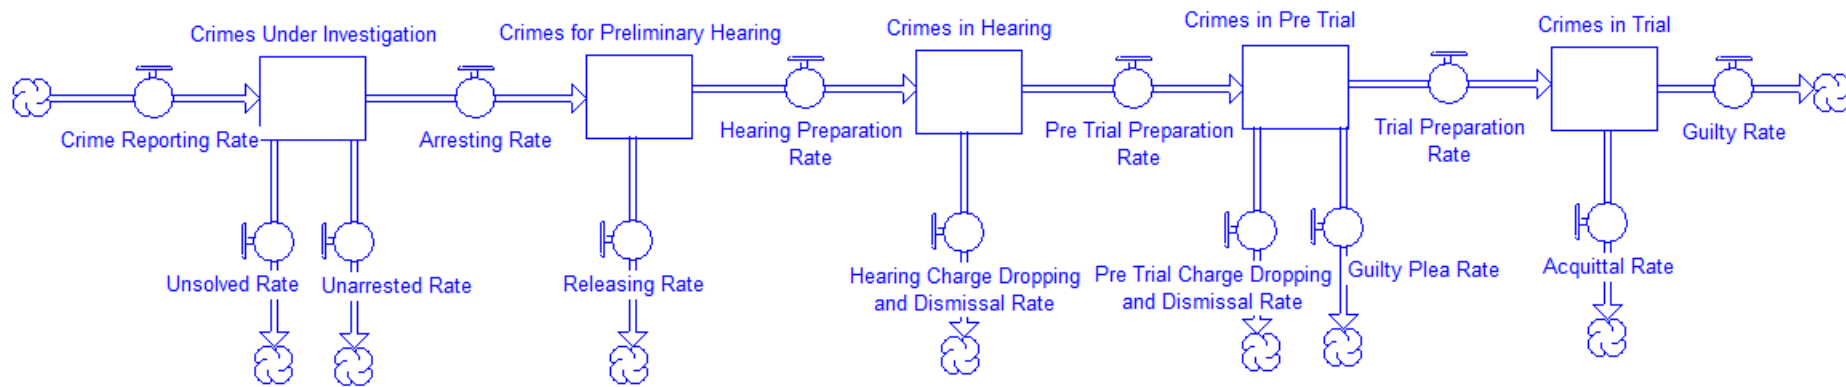 Crimes Under Investigation
Crimes for Preliminary Hearing
Crimes in Hearing
Crimes in Pre Trial
Crimes in Trial
Crime Reporting Rate
Arresting Rate
Hearing Preparation
Rate
Pre Trial Preparation
Rate
Trial Preparation
Rate
Guilty Rate
Unsolved Rate
Unarrested Rate
Releasing Rate
Hearing Charge Dropping
and Dismissal Rate
Pre Trial Charge Dropping
and Dismissal Rate
Guilty Plea Rate
Acquittal Rate